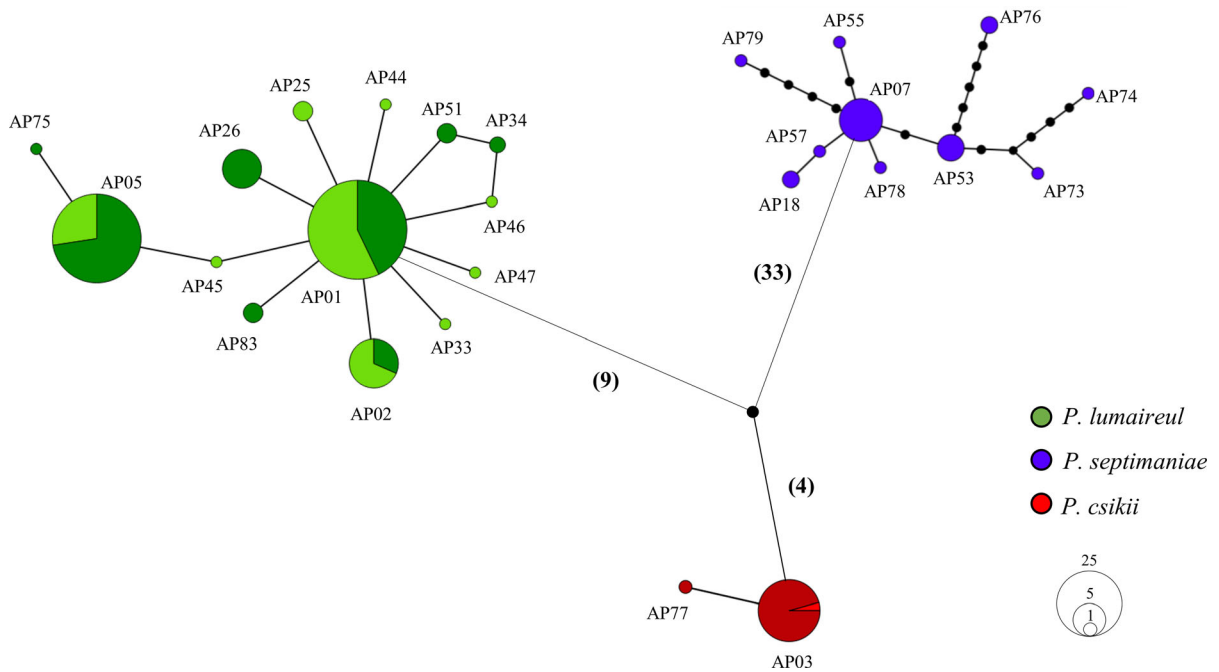 AP76
AP55
AP79
AP44
AP25
AP51
AP07
AP74
AP34
AP26
AP75
AP57
AP05
AP53
AP73
AP78
AP18
AP46
AP47
AP45
(33)
AP01
AP33
AP83
(9)
AP02
P. lumaireul
P. septimaniae
(4)
P. csikii
25
5
1
AP77
AP03